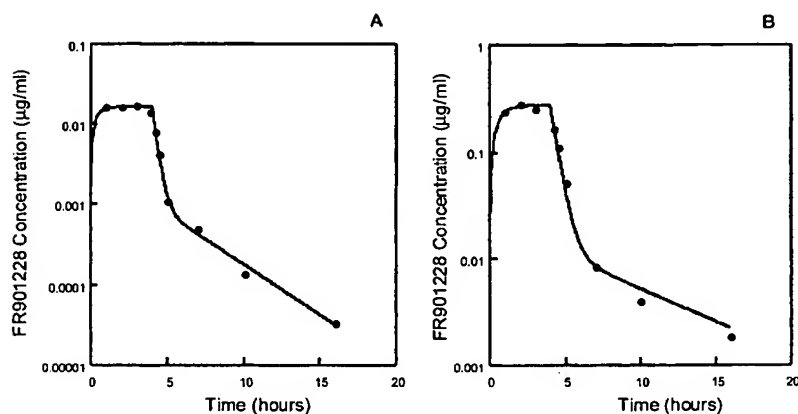 A
FR901228 Concentration (µg/ml)
0.1
0.01
0.001
0.0001
0.00001
0 5 10 15 20
Time (hours)
B
FR901228 Concentration (µg/ml)
1
0.1
0.01
0.001
0 5 10 15 20
Time (hours)